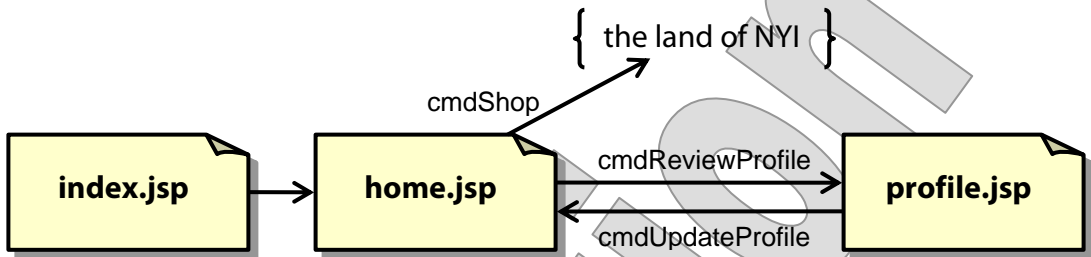 { the land of NYI }
cmdShop
index.jsp
home.jsp
cmdReviewProfile
profile.jsp
cmdUpdateProfile